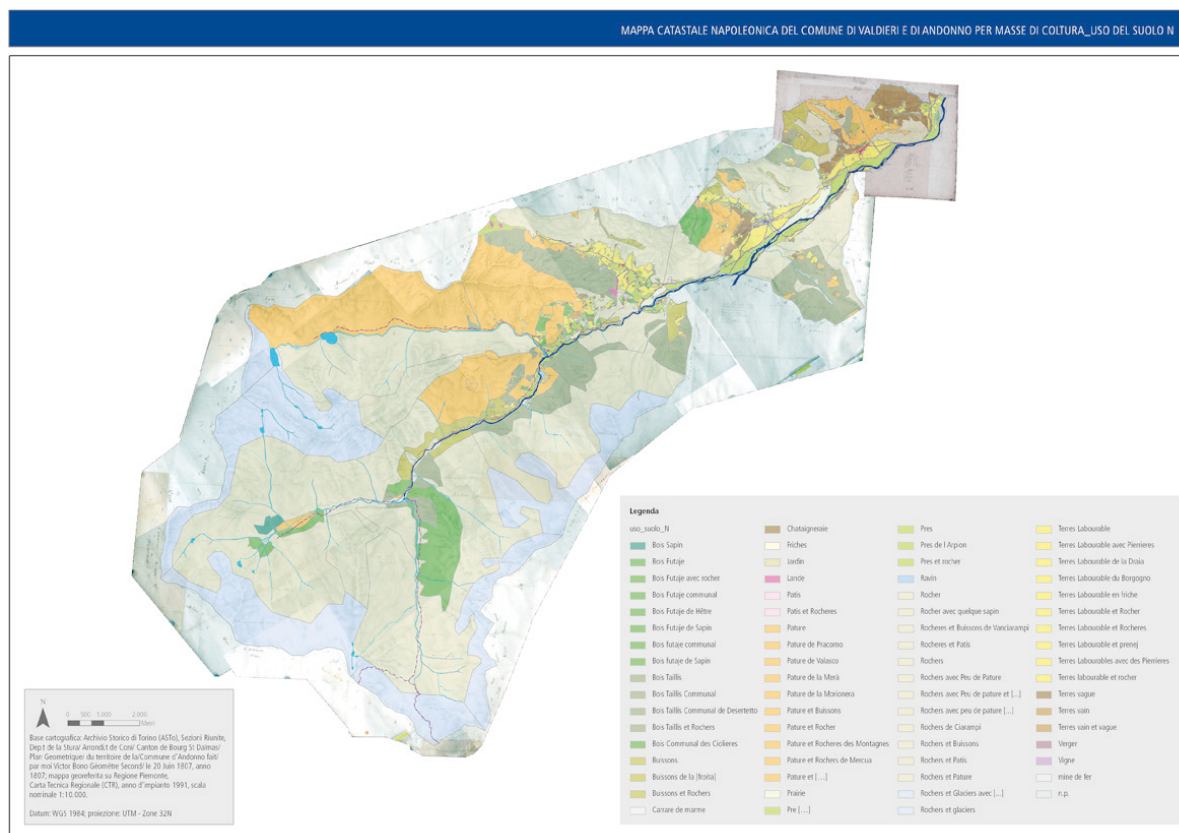 MAPPA CATASTALE NAPOLEONICA DEL COMUNE DI VALDIERI E DI ANDONNO PER MASSE DI COLTURA_USO DEL SUOLO N
N
0 500 1.000 2.000
Metri
Base cartografica: Archivio Storico di Torino (ASTo), Sezioni Riunite,
Dep.t de la Stura/ Arrondi.t de Coni/ Canton de Bourg St Dalmas/
Plan Geometrique/ du territoire de la/Commune d'Andonno fait/
par moi Victor Bono Géomètre Second/ le 20 Juin 1807, anno
1807; mappa georeferita su Regione Piemonte,
Carta Tecnica Regionale (CTR), anno d'impianto 1991, scala
nominale 1:10.000.
Datum: WGS 1984; proiezione: UTM - Zone 32N
Legenda
uso_suolo_N
Bois Sapin
Bois Futaje
Bois Futaje avec rocher
Bois Futaje communal
Bois Futaje de Hêtre
Bois Futaje de Sapin
Bois futaje communal
Bois futaje de Sapin
Bois Taillis
Bois Taillis Communal
Bois Taillis Communal de Desertetto
Bois Taillis et Rochers
Bois Communal des Ciolieres
Buissons
Buissons de la [froita]
Buissons et Rochers
Carrare de marme
Chataigneraie
Friches
Jardin
Lande
Patis
Patis et Rocheres
Pature
Pature de Pracorno
Pature de Valasco
Pature de la Merà
Pature de la Morionera
Pature et Buissons
Pature et Rocher
Pature et Rocheres des Montagnes
Pature et Rochers de Mercua
Pature et [...]
Prairie
Pre [...]
Pres
Pres de l Arpion
Pres et rocher
Ravin
Rocher
Rocher avec quelque sapin
Rocheres et Buissons de Vanciarampi
Rocheres et Patis
Rochers
Rochers avec Peu de Pature
Rochers avec Peu de pature et [...]
Rochers avec peu de pature [...]
Rochers de Ciarampi
Rochers et Buissons
Rochers et Patis
Rochers et Pature
Rochers et Glaciers avec [...]
Rochers et glaciers
Terres Labourable
Terres Labourable avec Pierrieres
Terres Labourable de la Draia
Terres Labourable du Borgogno
Terres Labourable en friche
Terres Labourable et Rocher
Terres Labourable et Rocheres
Terres Labourable et prenej
Terres Labourables avec des Pierrieres
Terres labourable et rocher
Terres vague
Terres vain
Terres vain et vague
Verger
Vigne
mine de fer
n.p.